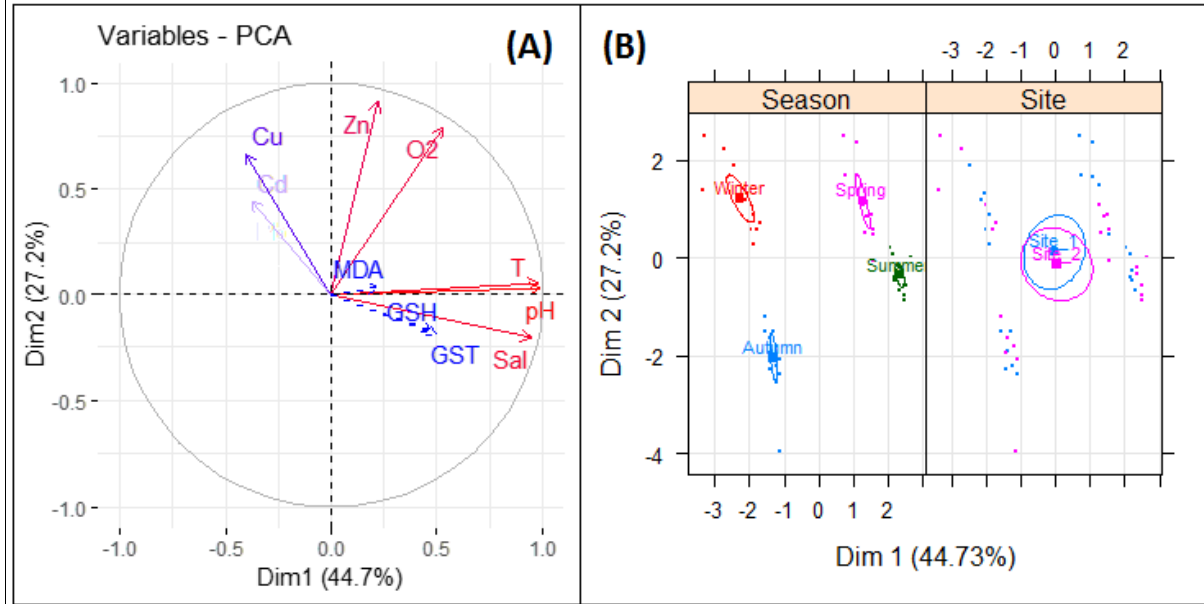 Variables - PCA
(A)
1.0
0.5
0.0
-0.5
-1.0
Dim2 (27.2%)
Cu
Zn
O2
Cd
MDA
T
GSH
pH
GST
Sal
-1.0 -0.5 0.0 0.5 1.0
Dim1 (44.7%)
(B)
-3 -2 -1 0 1 2
Season
Site
2
0
-2
-4
Dim 2 (27.2%)
Winter
Spring
Summe
Autumn
Site_1
Site_2
-3 -2 -1 0 1 2
Dim 1 (44.73%)